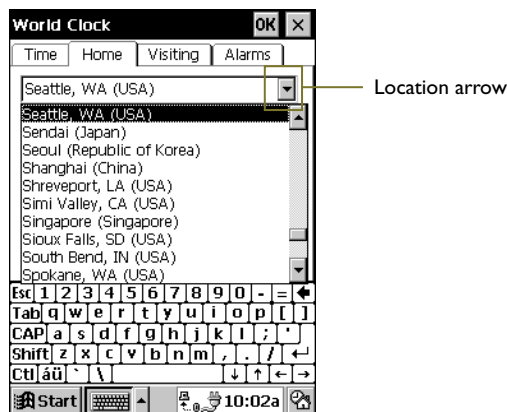 World Clock OK ×
Time Home Visiting Alarms
Seattle, WA (USA)
Location arrow
Seattle, WA (USA)
Sendai (Japan)
Seoul (Republic of Korea)
Shanghai (China)
Shreveport, LA (USA)
Simi Valley, CA (USA)
Singapore (Singapore)
Sioux Falls, SD (USA)
South Bend, IN (USA)
Spokane, WA (USA)
Esc 1 2 3 4 5 6 7 8 9 0 - = 🡄
Tab q w e r t y u i o p [ ]
CAP a s d f g h j k l ; '
Shift z x c v b n m , . / ↵
Ctl áü ` \ ↓ ↑ ← →
Start 10:02a